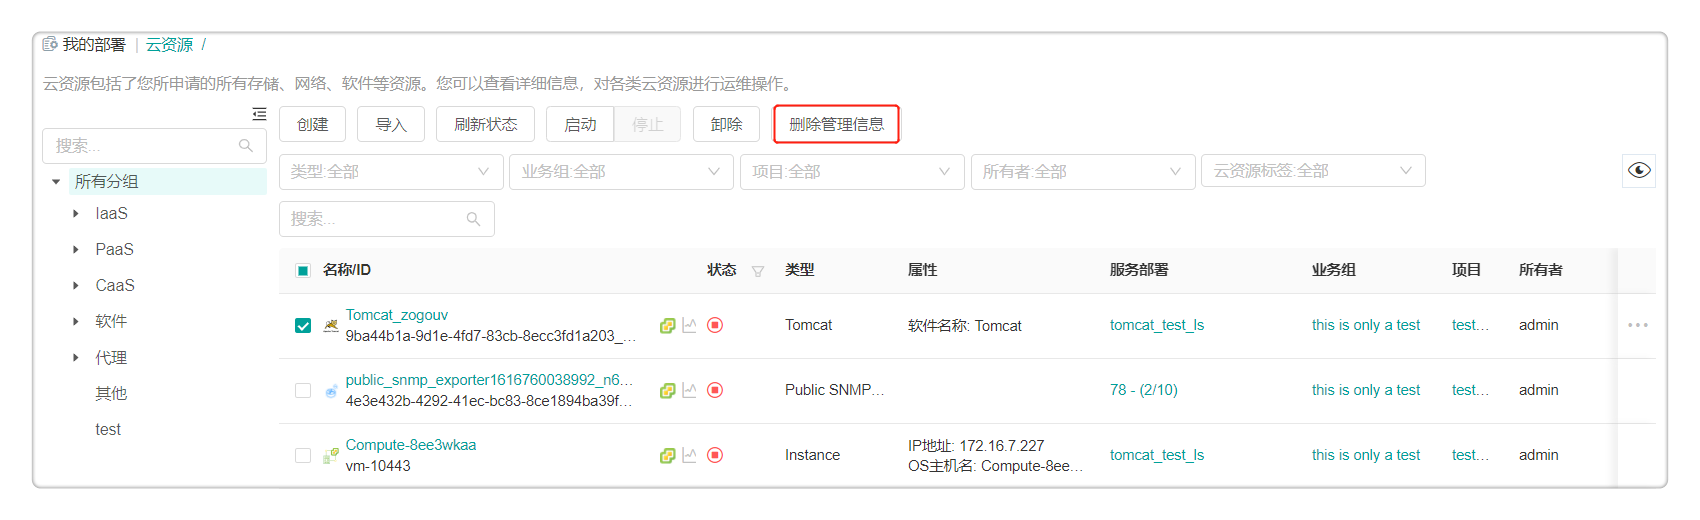 我的部署 | 云资源 /
云资源包括了您所申请的所有存储、网络、软件等资源。您可以查看详细信息，对各类云资源进行运维操作。
搜索...
所有分组
IaaS
PaaS
CaaS
软件
代理
其他
test
创建 导入 刷新状态 启动 停止 卸除 删除管理信息
类型:全部 业务组:全部 项目:全部 所有者:全部 云资源标签:全部
搜索...
名称/ID 状态 类型 属性 服务部署 业务组 项目 所有者
Tomcat_zogouv
9ba44b1a-9d1e-4fd7-83cb-8ecc3fd1a203_... Tomcat 软件名称: Tomcat tomcat_test_ls this is only a test test... admin ...
public_snmp_exporter1616760038992_n6...
4e3e432b-4292-41ec-bc83-8ce1894ba39f... Public SNMP... 78 - (2/10) this is only a test test... admin
Compute-8ee3wkaa
vm-10443 Instance IP地址: 172.16.7.227
OS主机名: Compute-8ee... tomcat_test_ls this is only a test test... admin